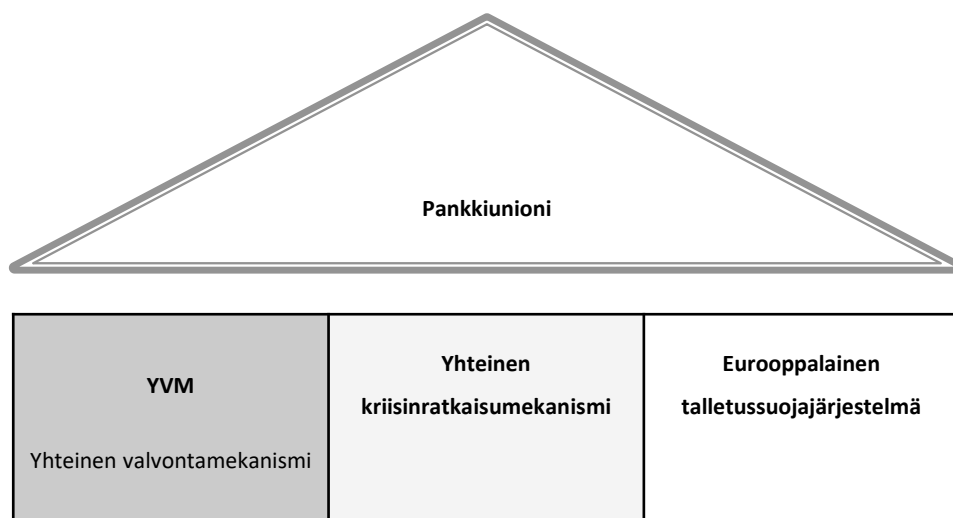 Pankkiunioni
YVM
Yhteinen valvontamekanismi
Yhteinen
kriisinratkaisumekanismi
Eurooppalainen
talletussuojajärjestelmä